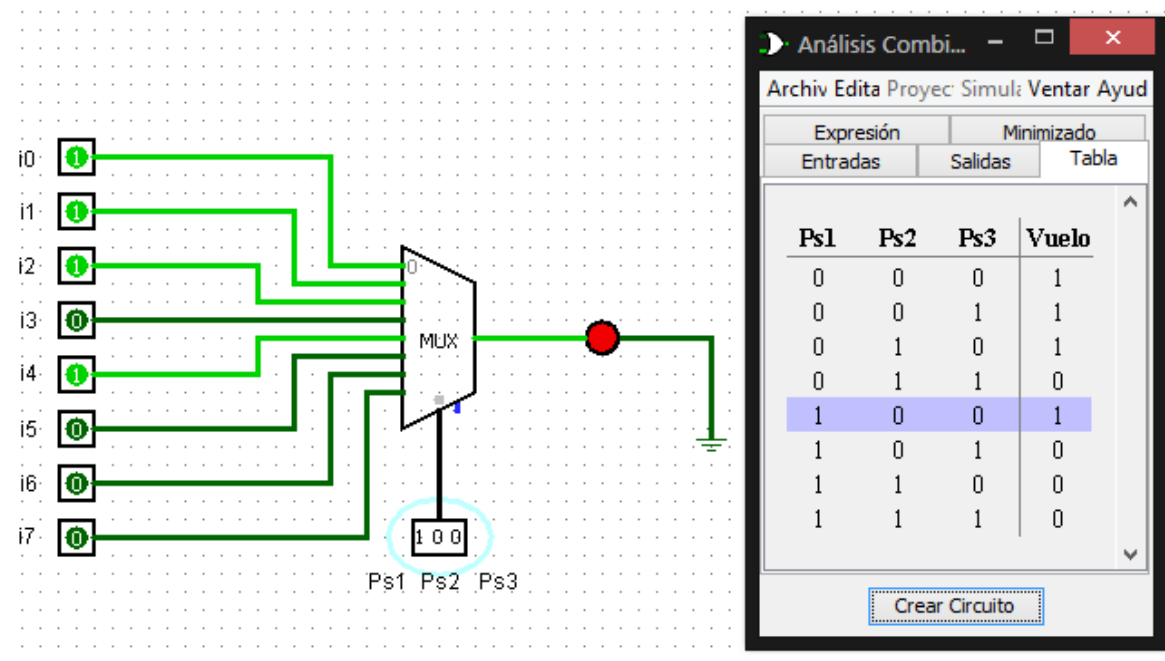 i0 1
i1 1
i2 1
i3 0
i4 1
i5 0
i6 0
i7 0
0
MUX
1 0 0
Ps1 Ps2 Ps3
Análisis Combi...
Archiv Edita Proyec Simula Ventar Ayud
Expresión Minimizado
Entradas Salidas Tabla
Ps1 Ps2 Ps3 Vuelo
0 0 0 1
0 0 1 1
0 1 0 1
0 1 1 0
1 0 0 1
1 0 1 0
1 1 0 0
1 1 1 0
Crear Circuito